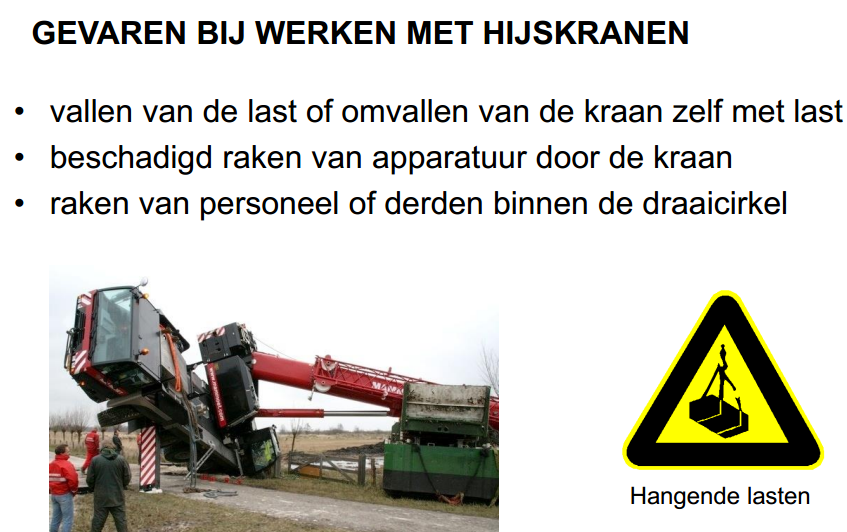 GEVAREN BIJ WERKEN MET HIJSKRANEN
• vallen van de last of omvallen van de kraan zelf met last
• beschadigd raken van apparatuur door de kraan
• raken van personeel of derden binnen de draaicirkel
Hangende lasten